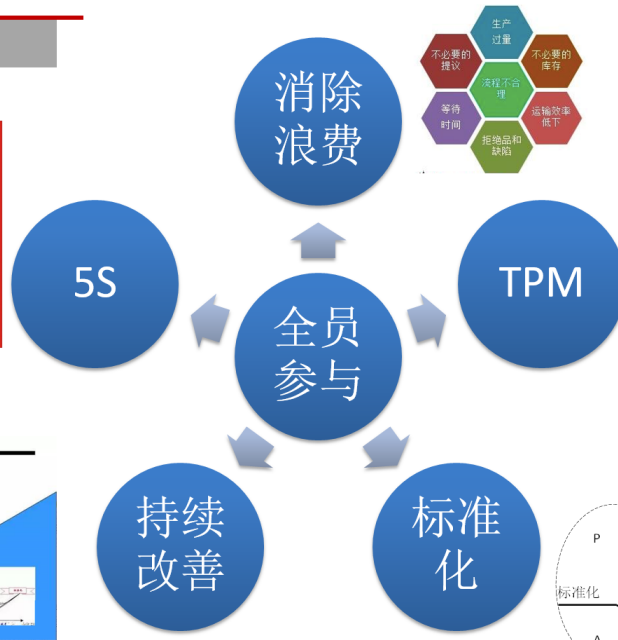 生产
过量
不必要的
提议
不必要的
库存
流程不合
理
等待
时间
运输效率
低下
拒绝品和
缺陷
消除
浪费
5S
TPM
全员
参与
持续
改善
标准
化
P
标准化
A